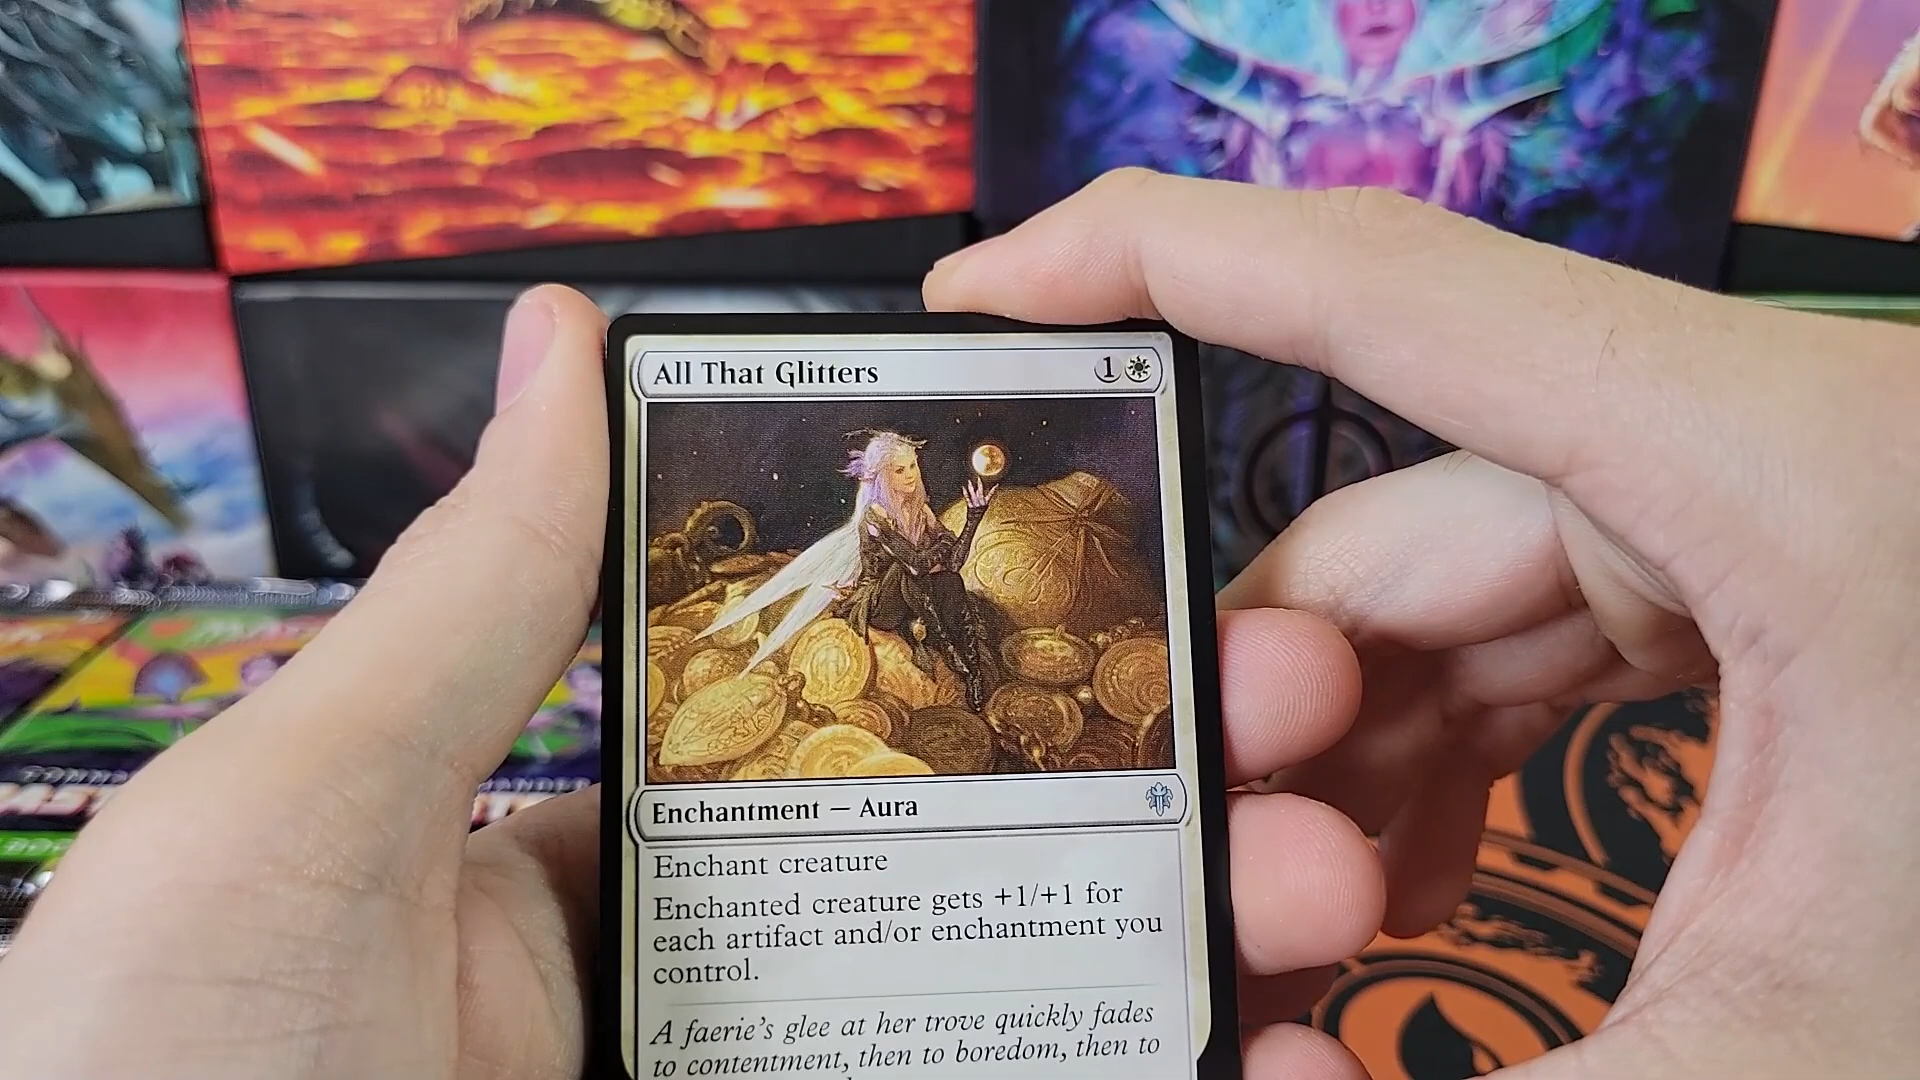 All That Glitters
1
Enchantment — Aura
Enchant creature
Enchanted creature gets +1/+1 for
each artifact and/or enchantment you
control.
A faerie's glee at her trove quickly fades
to contentment, then to boredom, then to